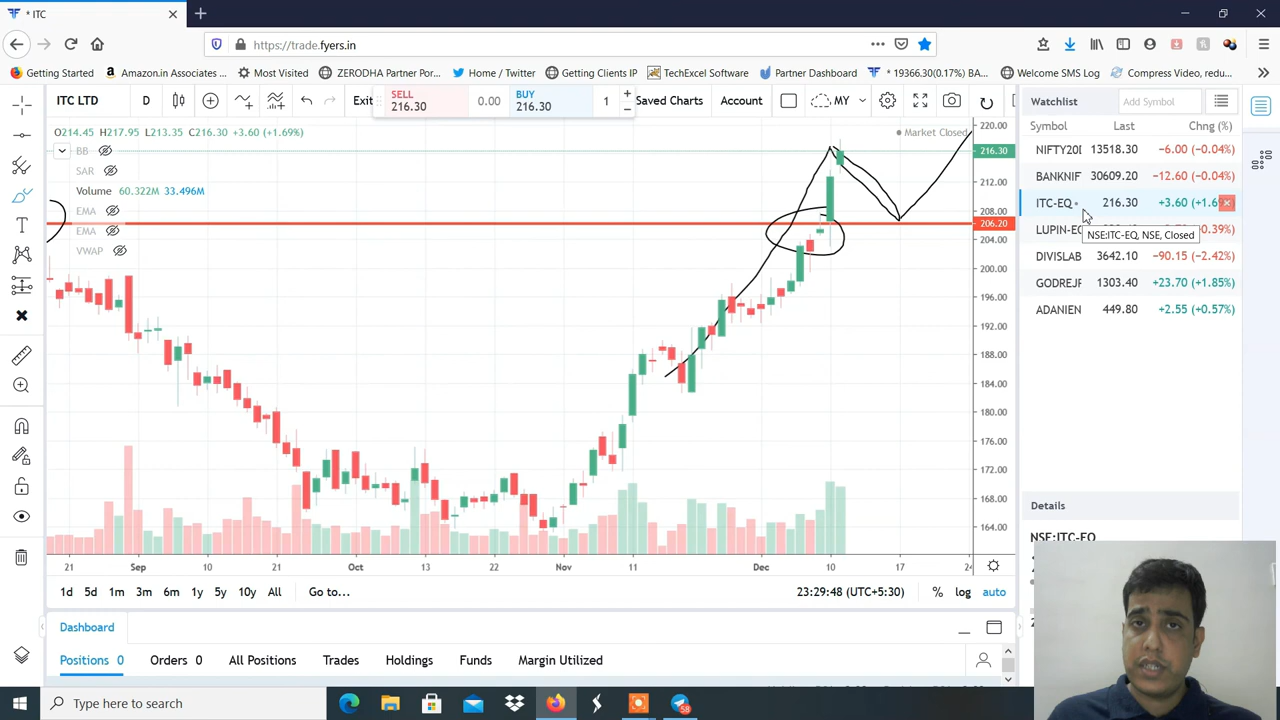 * ITC
https://trade.fyers.in
Getting Started Amazon.in Associates ... Most Visited ZERODHA Partner Por... Home / Twitter Getting Clients IP TechExcel Software Partner Dashboard 19366.30(0.17%) BA... Welcome SMS Log Compress Video, redu...
ITC LTD D Exit SELL 216.30 0.00 BUY 216.30 1 + − Saved Charts Account MY
O214.45 H217.95 L213.35 C216.30 +3.60 (+1.69%)
Market Closed
BB
SAR
Volume 60.322M 33.496M
EMA
EMA
VWAP
220.00
216.30
212.00
208.00
206.20
204.00
200.00
196.00
192.00
188.00
184.00
180.00
176.00
172.00
168.00
164.00
21 Sep 10 21 Oct 13 22 Nov 11 Dec 10 17 24
1d 5d 1m 3m 6m 1y 5y 10y All Go to... 23:29:48 (UTC+5:30) % log auto
Watchlist Add Symbol
Symbol Last Chng (%)
NIFTY20 13518.30 −6.00 (−0.04%)
BANKNIF 30609.20 −12.60 (−0.04%)
ITC-EQ 216.30 +3.60 (+1.69
LUPIN-EQ 0.39%)
NSE:ITC-EQ, NSE, Closed
DIVISLAB 3642.10 −90.15 (−2.42%)
GODREJF 1303.40 +23.70 (+1.85%)
ADANIEN 449.80 +2.55 (+0.57%)
Details
NSE:ITC-EQ
Dashboard
Positions 0 Orders 0 All Positions Trades Holdings Funds Margin Utilized
Type here to search
58